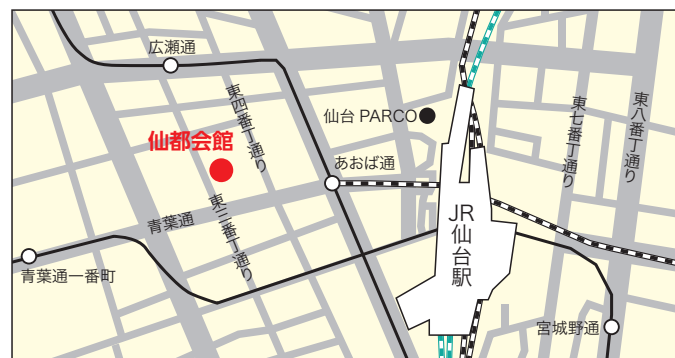 広瀬通
東四番丁通り
仙台 PARCO
東七番丁通り
東八番丁通り
仙都会館
あおば通
青葉通
東三番丁通り
JR
仙台駅
青葉通一番町
宮城野通